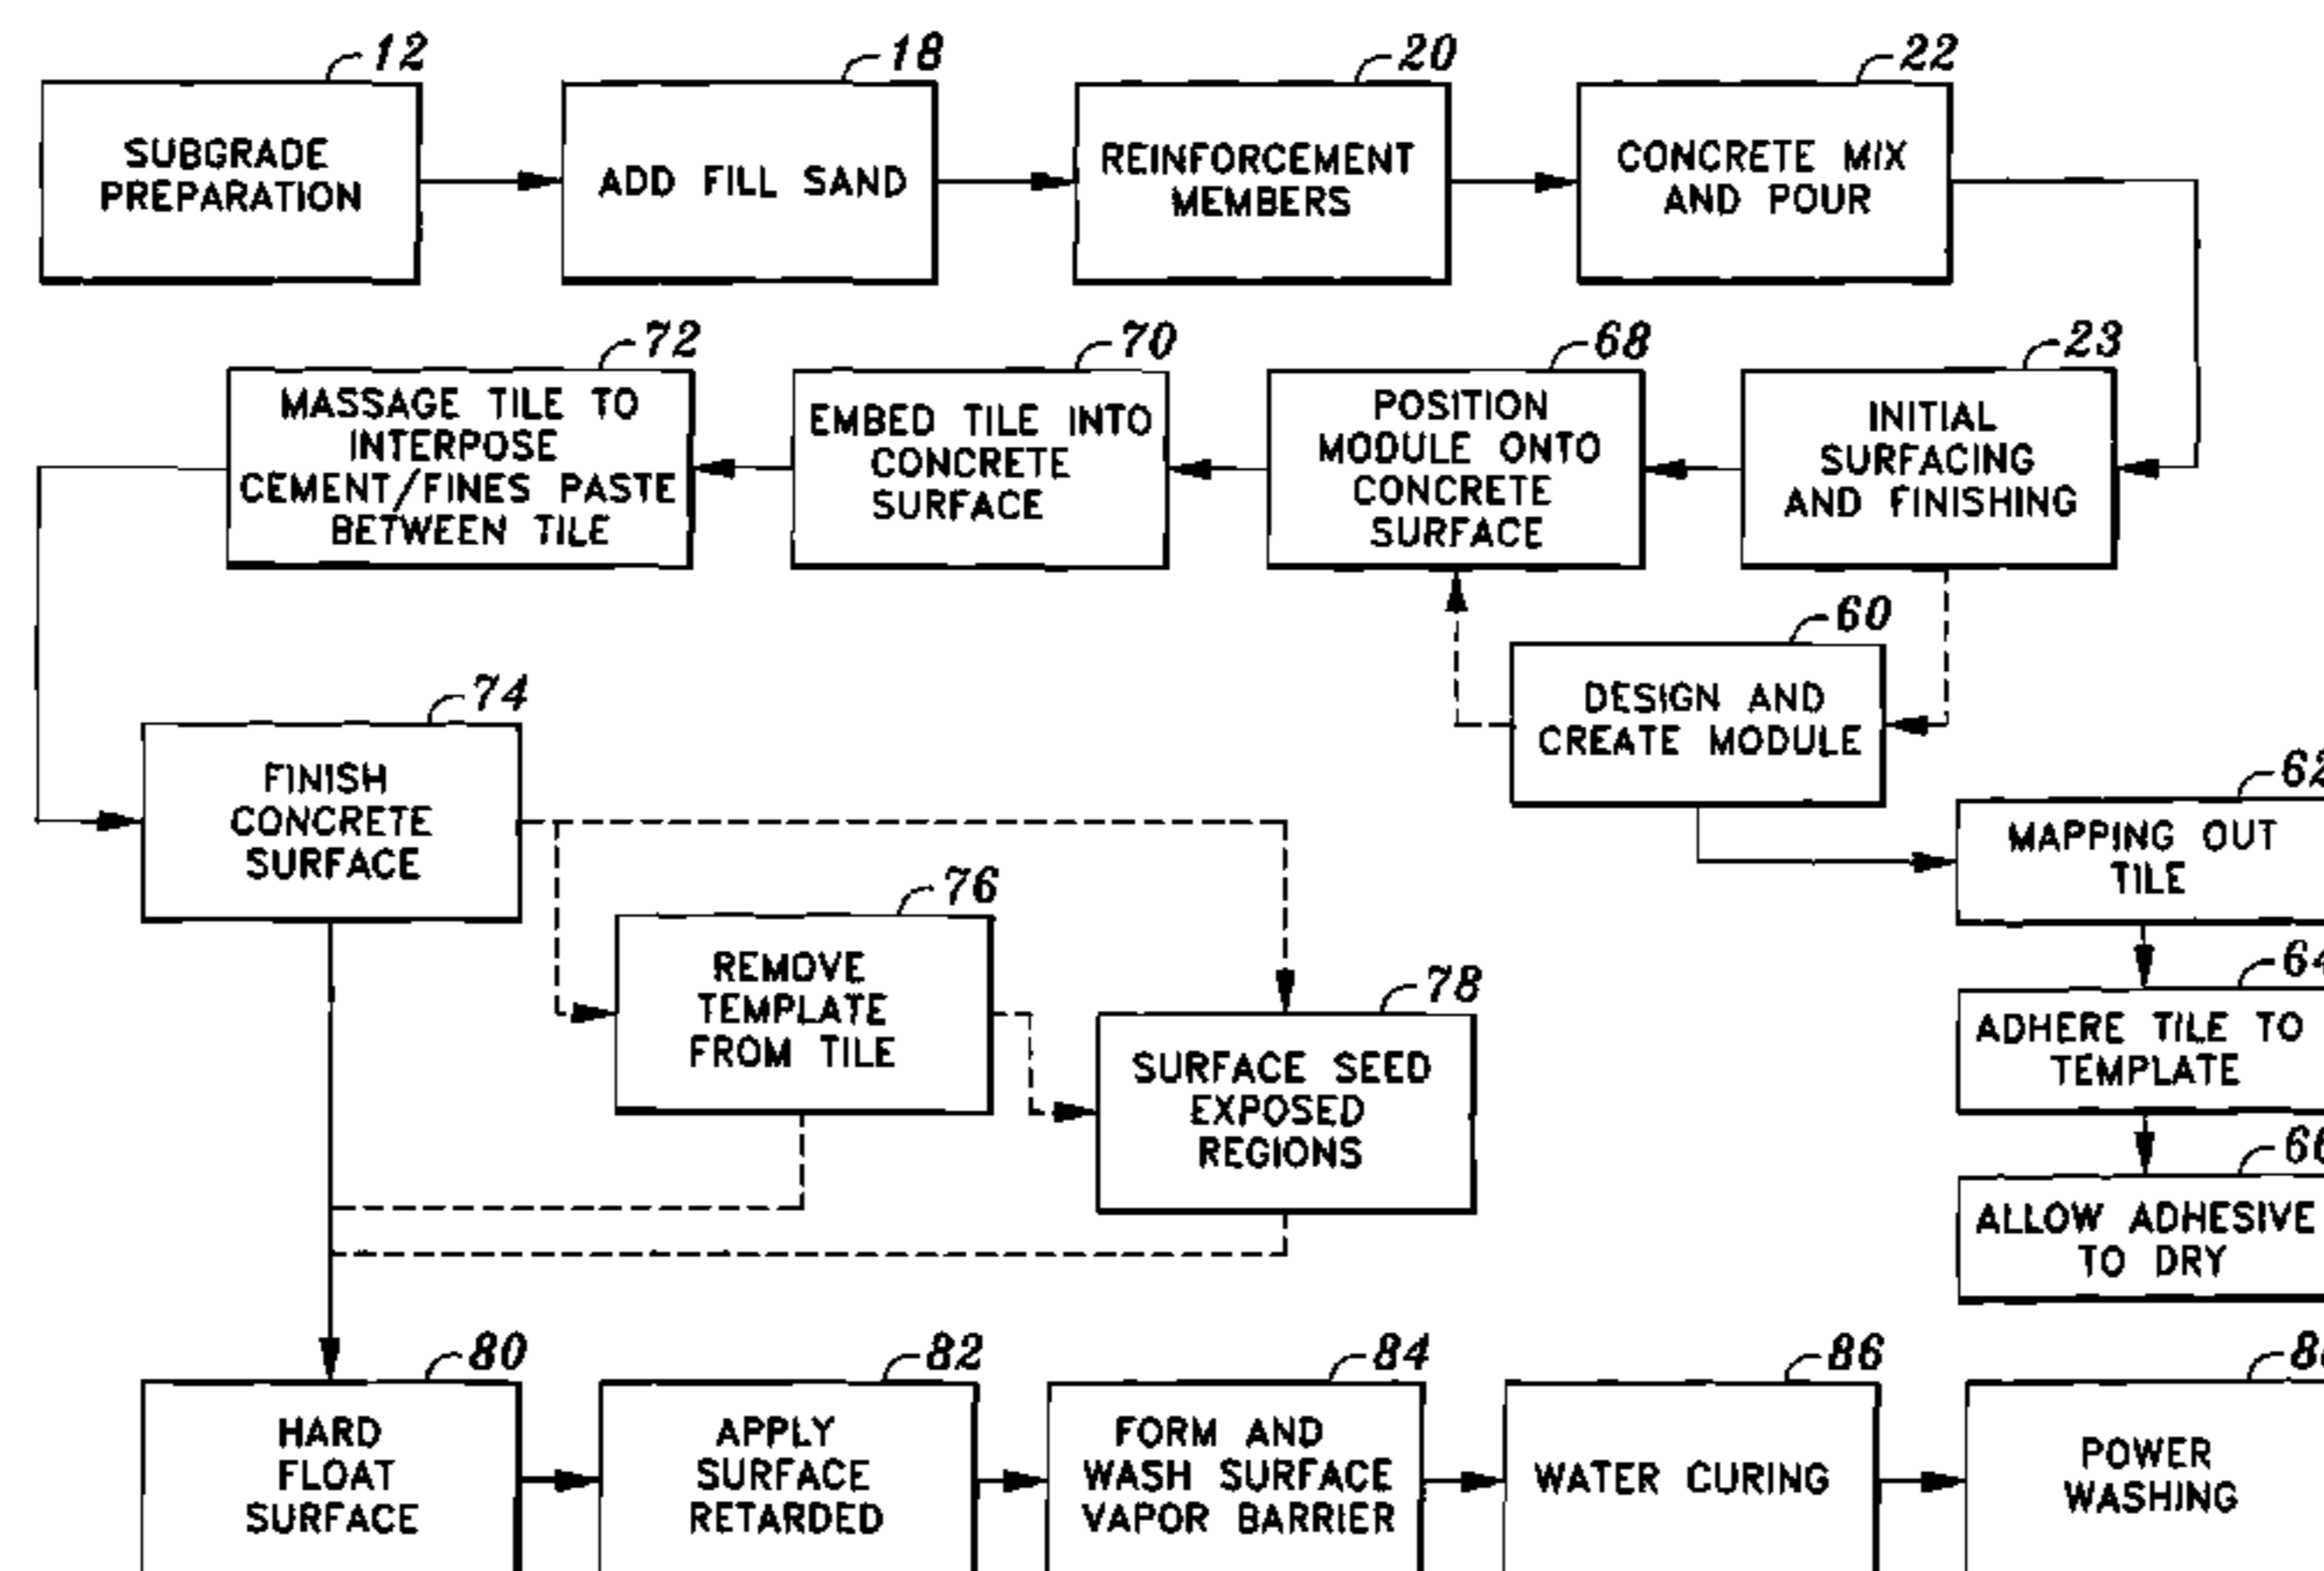 12
SUBGRADE
PREPARATION
18
ADD FILL SAND
20
REINFORCEMENT
MEMBERS
22
CONCRETE MIX
AND POUR
72
MASSAGE TILE TO
INTERPOSE
CEMENT/FINES PASTE
BETWEEN TILE
70
EMBED TILE INTO
CONCRETE
SURFACE
68
POSITION
MODULE ONTO
CONCRETE
SURFACE
23
INITIAL
SURFACING
AND FINISHING
60
DESIGN AND
CREATE MODULE
74
FINISH
CONCRETE
SURFACE
62
MAPPING OUT
TILE
76
REMOVE
TEMPLATE
FROM TILE
78
SURFACE SEED
EXPOSED
REGIONS
64
ADHERE TILE TO
TEMPLATE
66
ALLOW ADHESIVE
TO DRY
80
HARD
FLOAT
SURFACE
82
APPLY
SURFACE
RETARDED
84
FORM AND
WASH SURFACE
VAPOR BARRIER
86
WATER CURING
POWER
WASHING